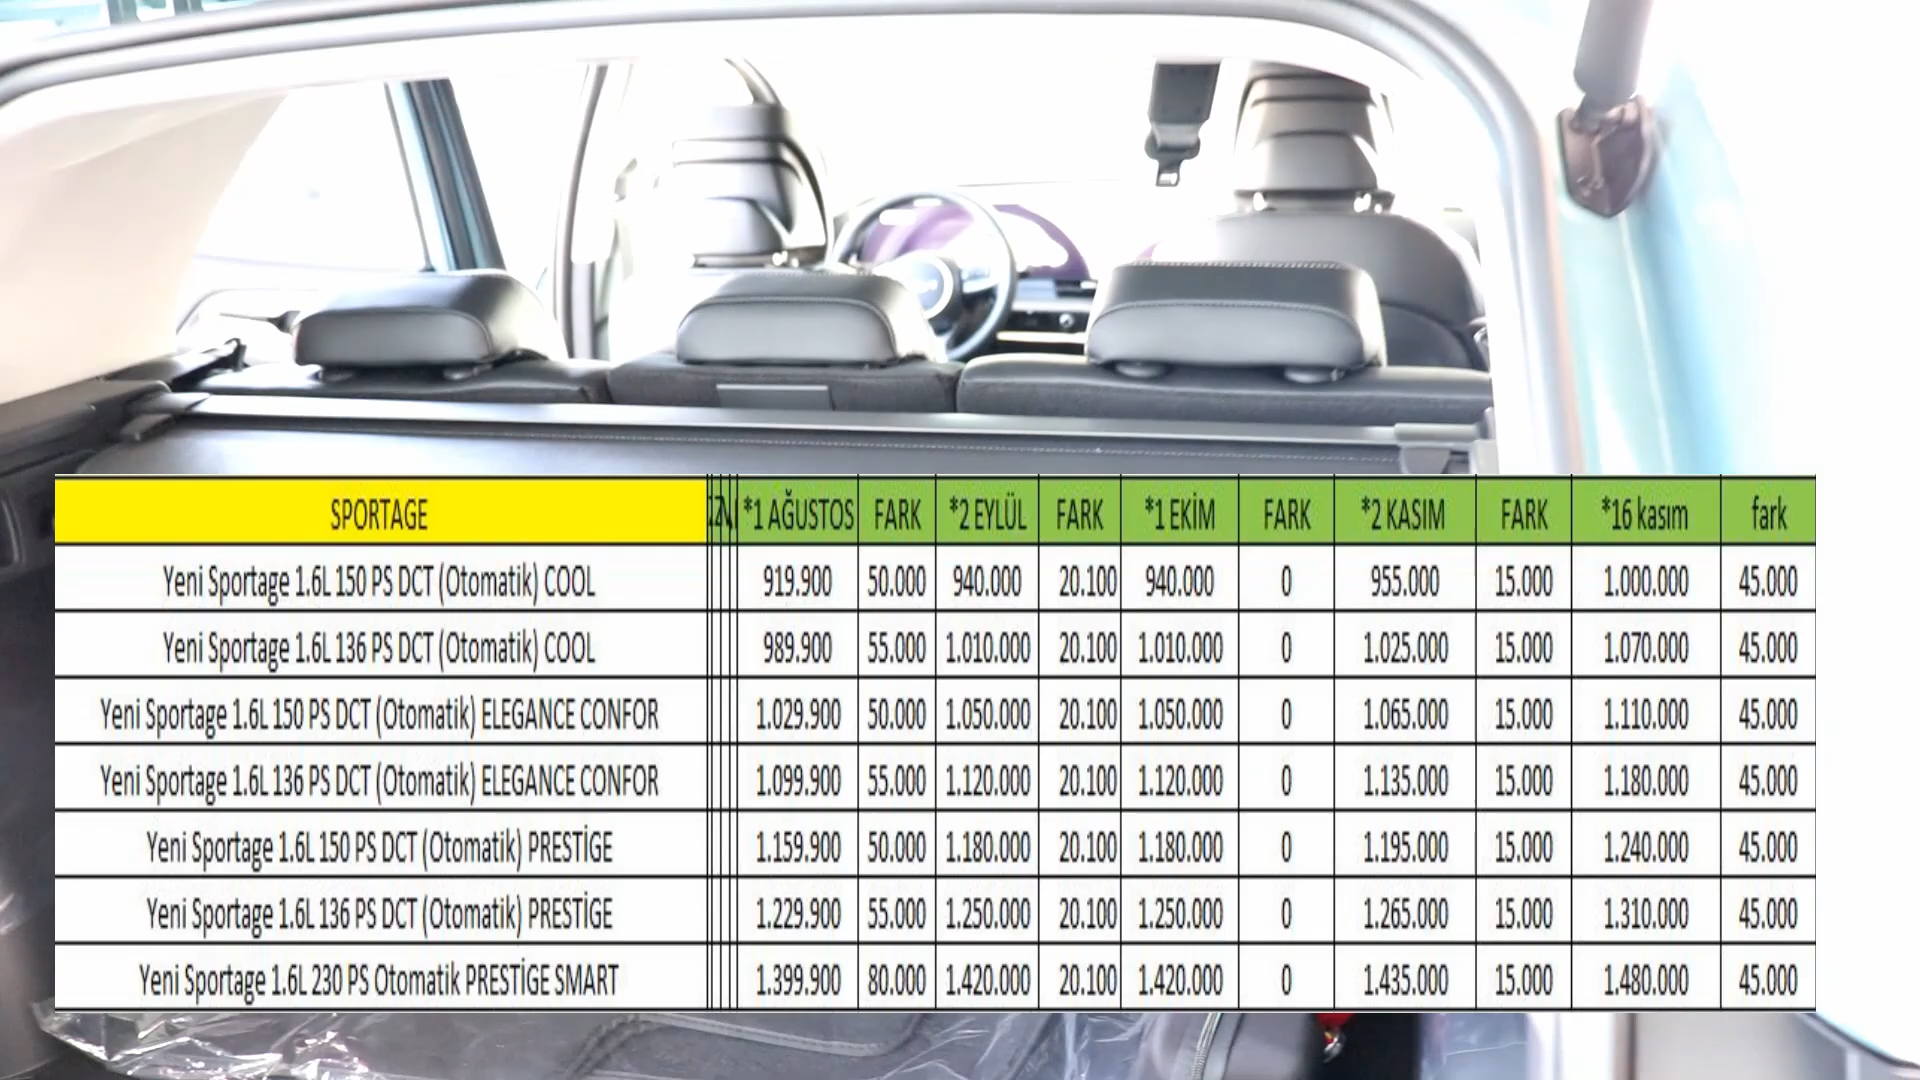 SPORTAGE *1 AĞUSTOS FARK *2 EYLÜL FARK *1 EKİM FARK *2 KASIM FARK *16 kasım fark
Yeni Sportage 1.6L 150 PS DCT (Otomatik) COOL 919.900 50.000 940.000 20.100 940.000 0 955.000 15.000 1.000.000 45.000
Yeni Sportage 1.6L 136 PS DCT (Otomatik) COOL 989.900 55.000 1.010.000 20.100 1.010.000 0 1.025.000 15.000 1.070.000 45.000
Yeni Sportage 1.6L 150 PS DCT (Otomatik) ELEGANCE CONFOR 1.029.900 50.000 1.050.000 20.100 1.050.000 0 1.065.000 15.000 1.110.000 45.000
Yeni Sportage 1.6L 136 PS DCT (Otomatik) ELEGANCE CONFOR 1.099.900 55.000 1.120.000 20.100 1.120.000 0 1.135.000 15.000 1.180.000 45.000
Yeni Sportage 1.6L 150 PS DCT (Otomatik) PRESTİGE 1.159.900 50.000 1.180.000 20.100 1.180.000 0 1.195.000 15.000 1.240.000 45.000
Yeni Sportage 1.6L 136 PS DCT (Otomatik) PRESTİGE 1.229.900 55.000 1.250.000 20.100 1.250.000 0 1.265.000 15.000 1.310.000 45.000
Yeni Sportage 1.6L 230 PS Otomatik PRESTİGE SMART 1.399.900 80.000 1.420.000 20.100 1.420.000 0 1.435.000 15.000 1.480.000 45.000